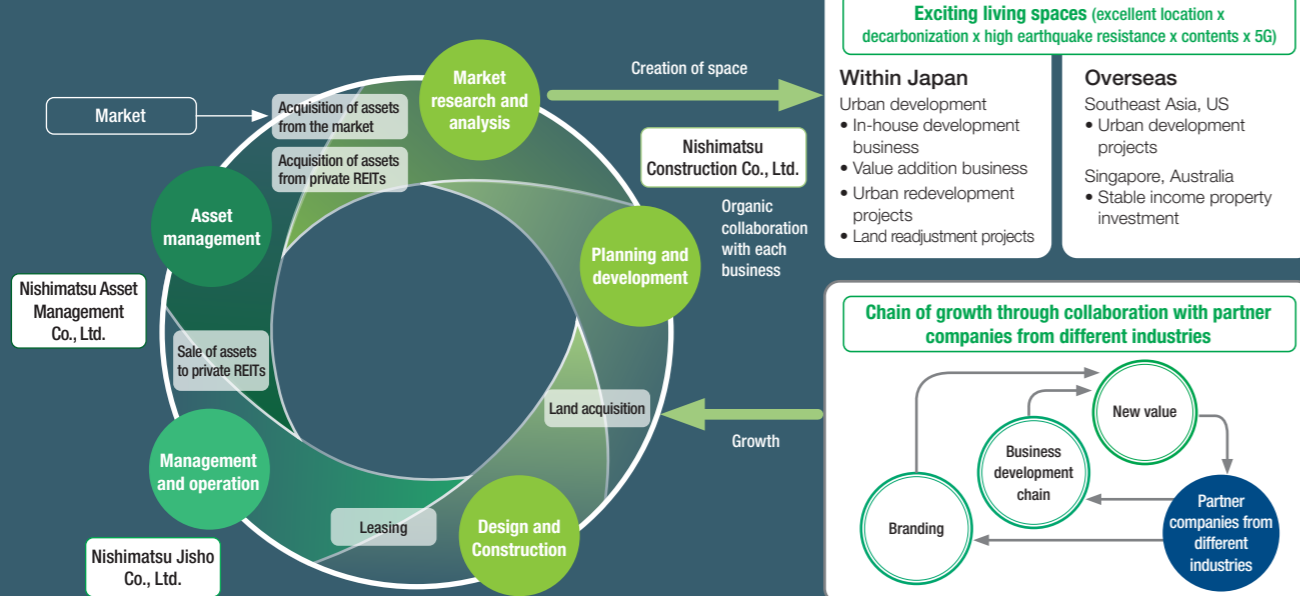 Market
Acquisition of assets
from the market
Acquisition of assets
from private REITs
Market
research and
analysis
Creation of space
Nishimatsu
Construction Co., Ltd.
Organic
collaboration
with each
business
Planning and
development
Asset
management
Nishimatsu Asset
Management
Co., Ltd.
Sale of assets
to private REITs
Land acquisition
Growth
Management
and operation
Leasing
Design and
Construction
Nishimatsu Jisho
Co., Ltd.
Exciting living spaces (excellent location x
decarbonization x high earthquake resistance x contents x 5G)
Within Japan
Urban development
• In-house development
business
• Value addition business
• Urban redevelopment
projects
• Land readjustment projects
Overseas
Southeast Asia, US
• Urban development
projects
Singapore, Australia
• Stable income property
investment
Chain of growth through collaboration with partner
companies from different industries
New value
Business
development
chain
Branding
Partner
companies from
different
industries